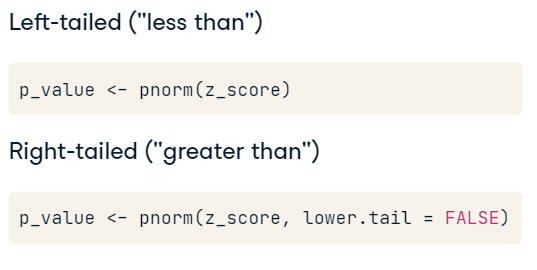 Left-tailed ("less than")
p_value <- pnorm(z_score)
Right-tailed ("greater than")
p_value <- pnorm(z_score, lower.tail = FALSE)